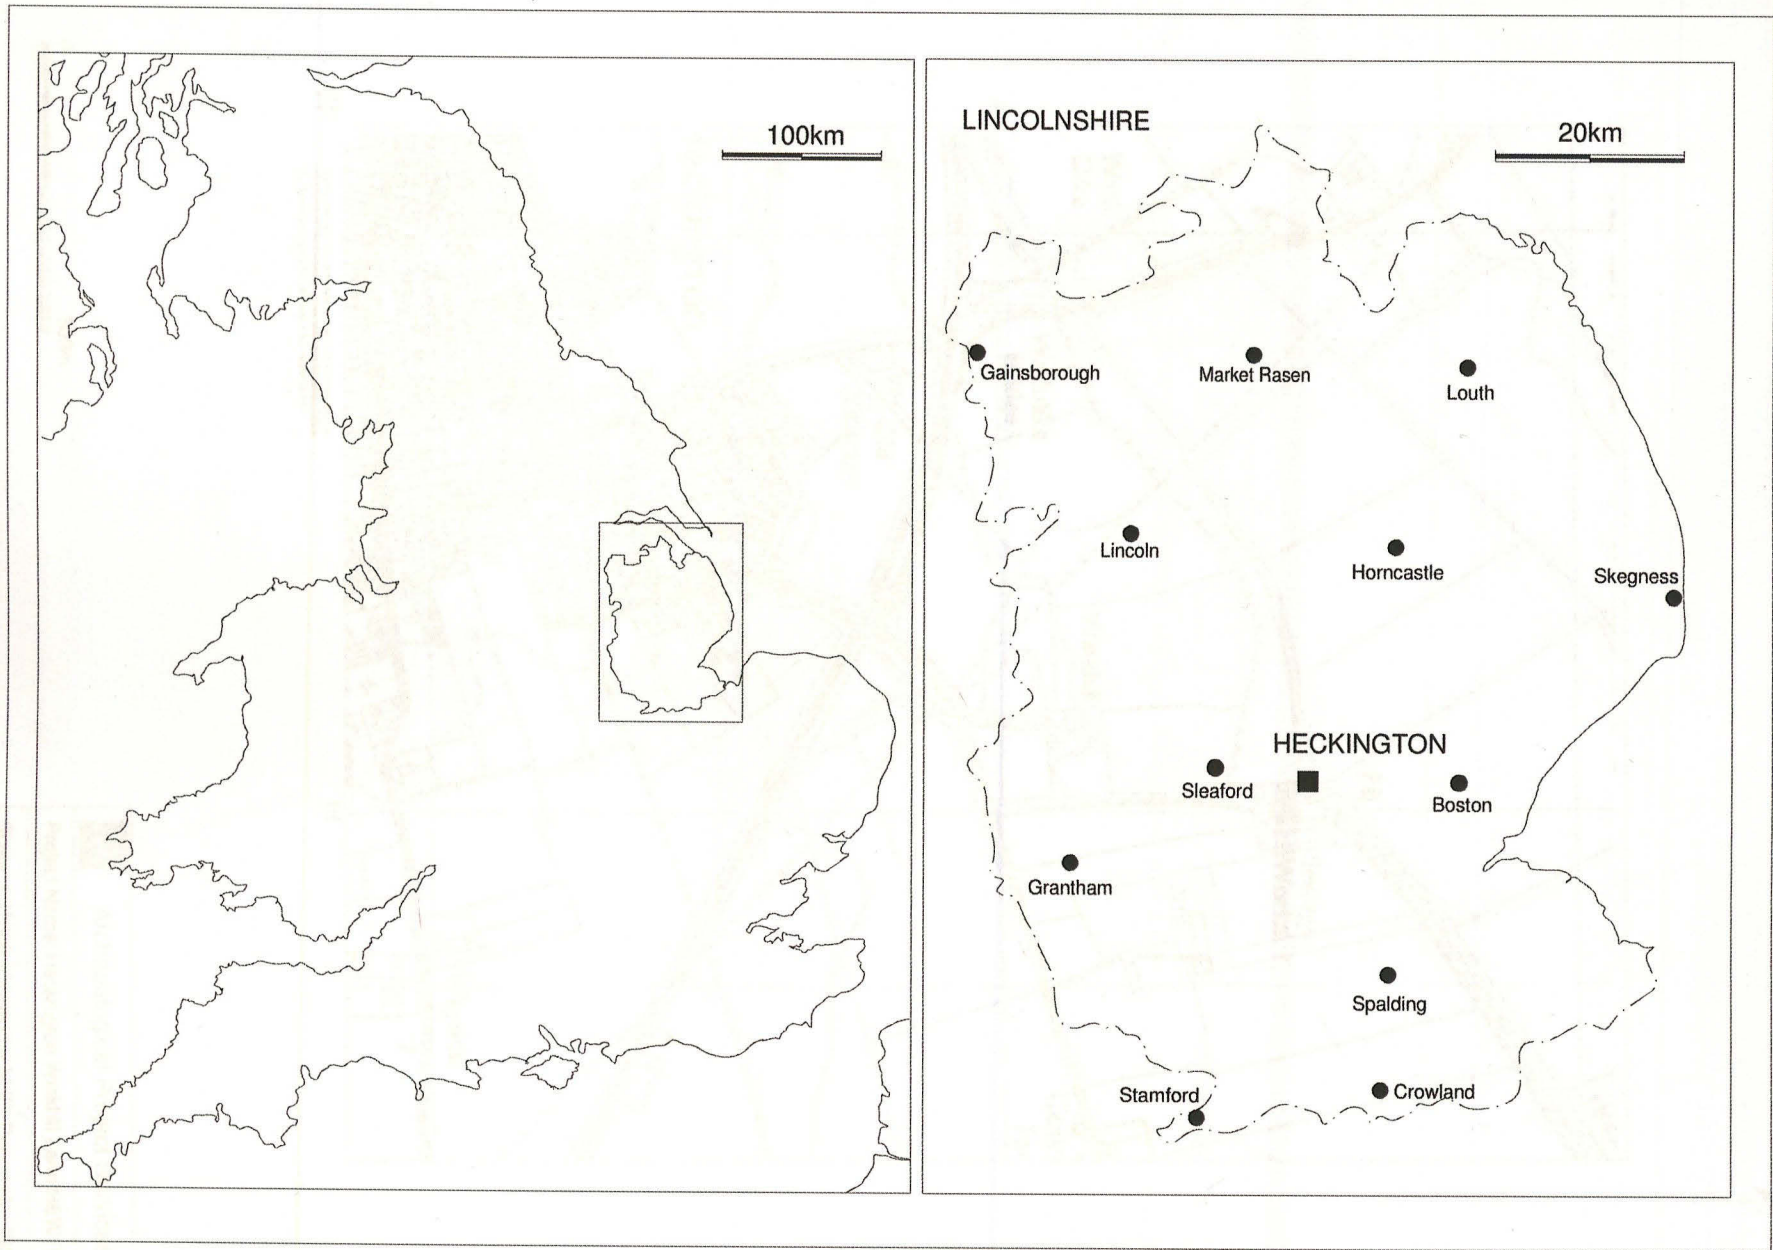 100km
LINCOLNSHIRE
20km
Gainsborough
Market Rasen
Louth
Lincoln
Horncastle
Skegness
HECKINGTON
Sleaford
Boston
Grantham
Spalding
Stamford
Crowland